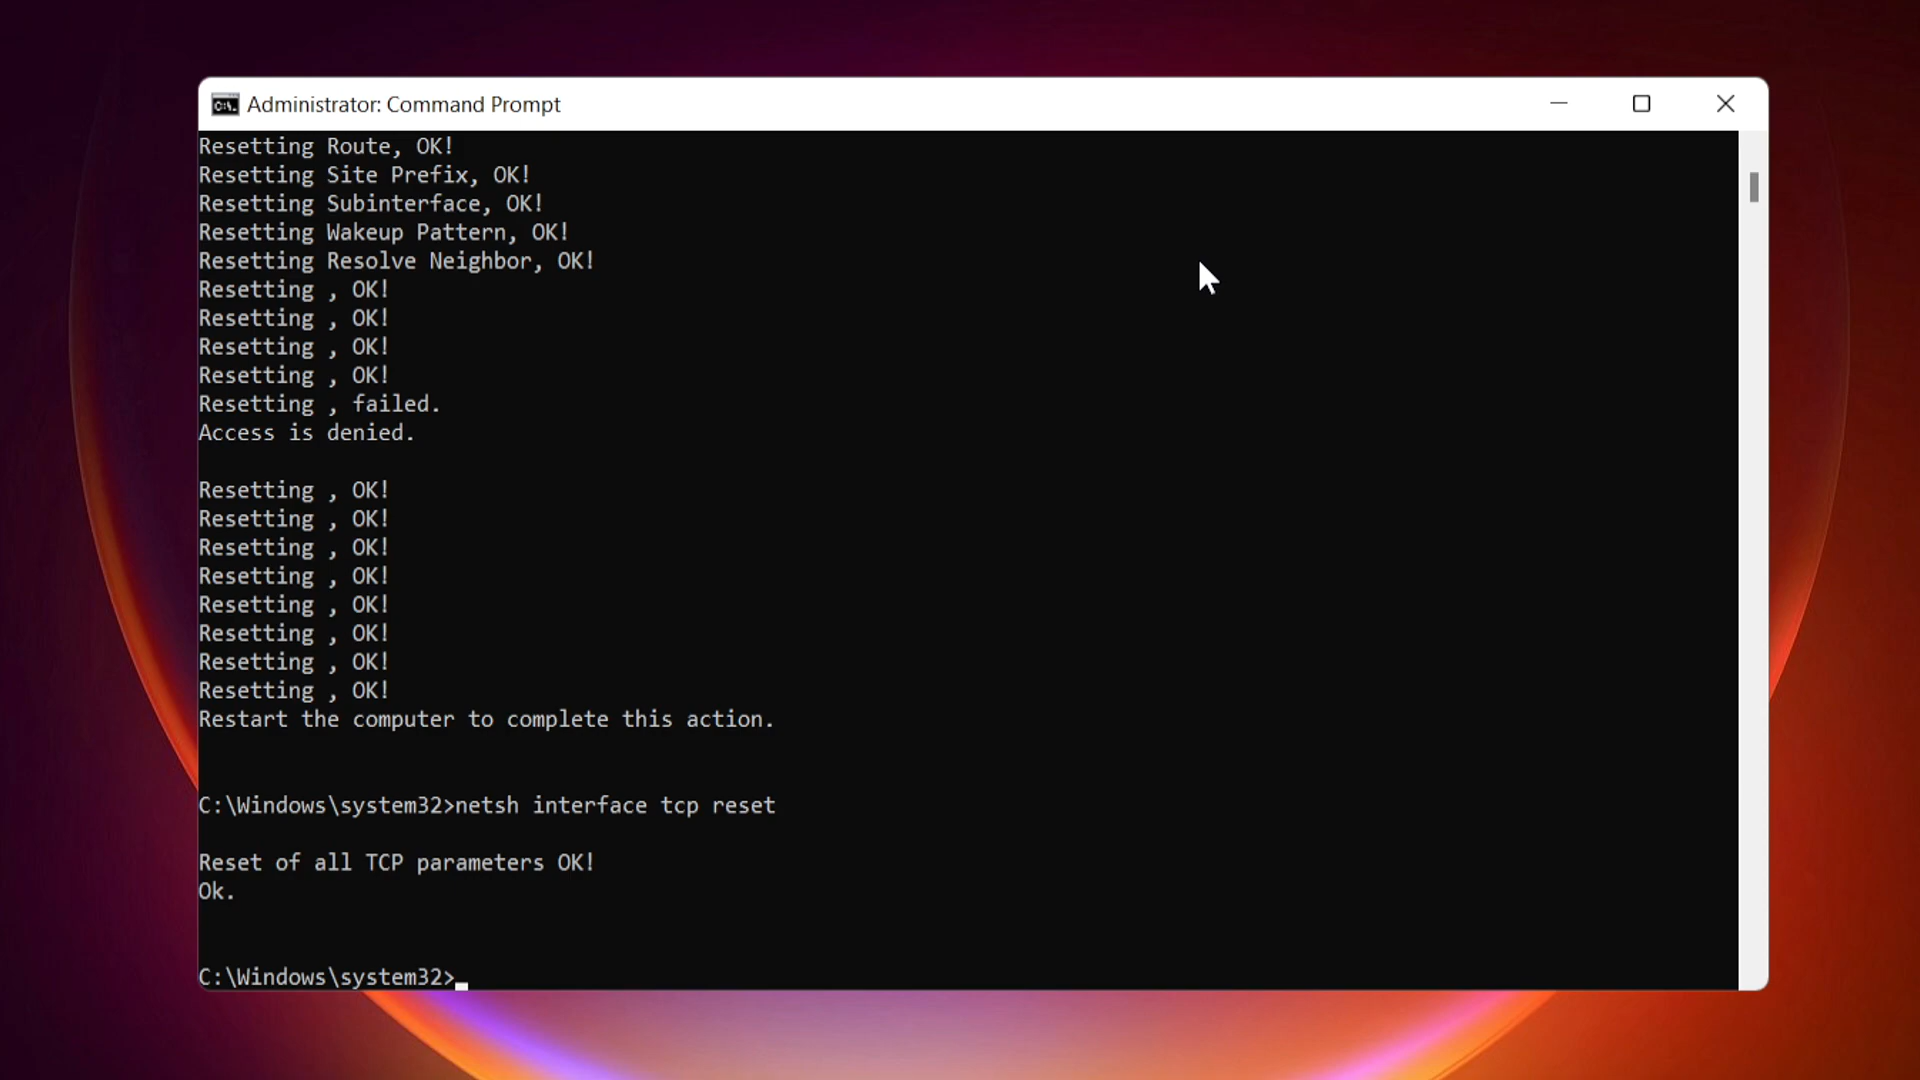 C:\.
Administrator: Command Prompt
Resetting Route, OK!
Resetting Site Prefix, OK!
Resetting Subinterface, OK!
Resetting Wakeup Pattern, OK!
Resetting Resolve Neighbor, OK!
Resetting , OK!
Resetting , OK!
Resetting , OK!
Resetting , OK!
Resetting , failed.
Access is denied.
Resetting , OK!
Resetting , OK!
Resetting , OK!
Resetting , OK!
Resetting , OK!
Resetting , OK!
Resetting , OK!
Resetting , OK!
Restart the computer to complete this action.
C:\Windows\system32>netsh interface tcp reset
Reset of all TCP parameters OK!
Ok.
C:\Windows\system32>